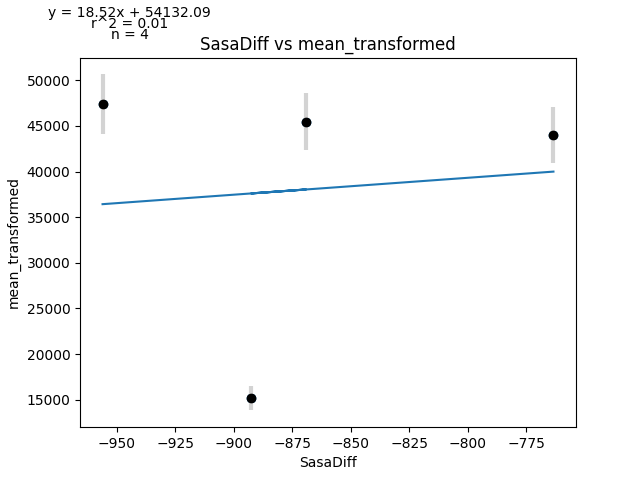 y = 18.52x + 54132.09
r^2 = 0.01
n = 4
SasaDiff vs mean_transformed
50000
45000
40000
35000
30000
25000
20000
15000
mean_transformed
−950
−925
−900
−875
−850
−825
−800
−775
SasaDiff